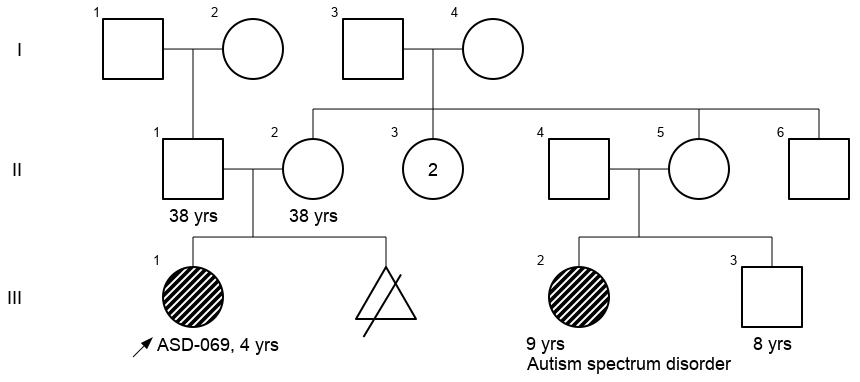 1 2 3 4
I
1 2 3 4 5 6
II
2
38 yrs 38 yrs
1 2 3
III
ASD-069, 4 yrs 9 yrs 8 yrs
Autism spectrum disorder